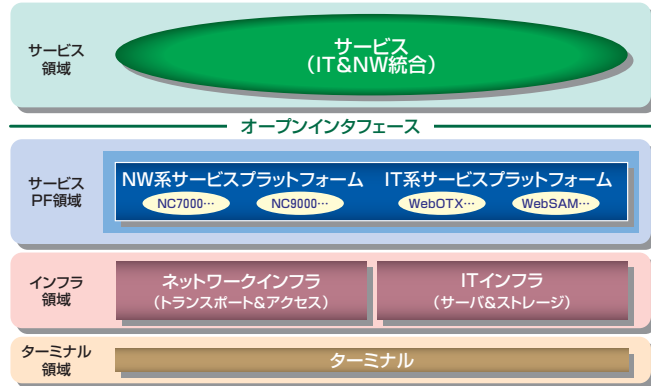 サービス
領域
サービス
(IT&NW統合)
オープンインタフェース
サービス
PF領域
NW系サービスプラットフォーム
IT系サービスプラットフォーム
NC7000…
NC9000…
WebOTX…
WebSAM…
インフラ
領域
ネットワークインフラ
(トランスポート&アクセス)
ITインフラ
(サーバ&ストレージ)
ターミナル
領域
ターミナル